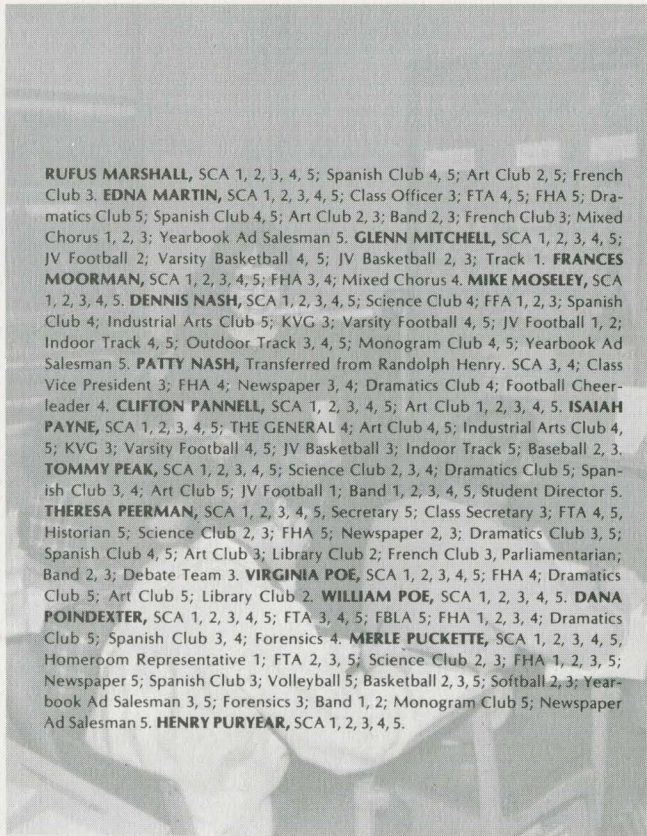 RUFUS MARSHALL, SCA 1, 2, 3, 4, 5; Spanish Club 4, 5; Art Club 2, 5; French
Club 3. EDNA MARTIN, SCA 1, 2, 3, 4, 5; Class Officer 3; FTA 4, 5; FHA 5; Dra-
matics Club 5; Spanish Club 4, 5; Art Club 2, 3; Band 2, 3; French Club 3; Mixed
Chorus 1, 2, 3; Yearbook Ad Salesman 5. GLENN MITCHELL, SCA 1, 2, 3, 4, 5;
JV Football 2; Varsity Basketball 4, 5; JV Basketball 2, 3; Track 1. FRANCES
MOORMAN, SCA 1, 2, 3, 4, 5; FHA 3, 4; Mixed Chorus 4. MIKE MOSELEY, SCA
1, 2, 3, 4, 5. DENNIS NASH, SCA 1, 2, 3, 4, 5; Science Club 4; FFA 1, 2, 3; Spanish
Club 4; Industrial Arts Club 5; KVG 3; Varsity Football 4, 5; JV Football 1, 2;
Indoor Track 4, 5; Outdoor Track 3, 4, 5; Monogram Club 4, 5; Yearbook Ad
Salesman 5. PATTY NASH, Transferred from Randolph Henry. SCA 3, 4; Class
Vice President 3; FHA 4; Newspaper 3, 4; Dramatics Club 4; Football Cheer-
leader 4. CLIFTON PANNELL, SCA 1, 2, 3, 4, 5; Art Club 1, 2, 3, 4, 5. ISAIAH
PAYNE, SCA 1, 2, 3, 4, 5; THE GENERAL 4; Art Club 4, 5; Industrial Arts Club 4,
5; KVG 3; Varsity Football 4, 5; JV Basketball 3; Indoor Track 5; Baseball 2, 3.
TOMMY PEAK, SCA 1, 2, 3, 4, 5; Science Club 2, 3, 4; Dramatics Club 5; Span-
ish Club 3, 4; Art Club 5; JV Football 1; Band 1, 2, 3, 4, 5, Student Director 5.
THERESA PEERMAN, SCA 1, 2, 3, 4, 5, Secretary 5; Class Secretary 3; FTA 4, 5,
Historian 5; Science Club 2, 3; FHA 5; Newspaper 2, 3; Dramatics Club 3, 5;
Spanish Club 4, 5; Art Club 3; Library Club 2; French Club 3, Parliamentarian;
Band 2, 3; Debate Team 3. VIRGINIA POE, SCA 1, 2, 3, 4, 5; FHA 4; Dramatics
Club 5; Art Club 5; Library Club 2. WILLIAM POE, SCA 1, 2, 3, 4, 5. DANA
POINDEXTER, SCA 1, 2, 3, 4, 5; FTA 3, 4, 5; FBLA 5; FHA 1, 2, 3, 4; Dramatics
Club 5; Spanish Club 3, 4; Forensics 4. MERLE PUCKETTE, SCA 1, 2, 3, 4, 5,
Homeroom Representative 1; FTA 2, 3, 5; Science Club 2, 3; FHA 1, 2, 3, 5;
Newspaper 5; Spanish Club 3; Volleyball 5; Basketball 2, 3, 5; Softball 2, 3; Year-
book Ad Salesman 3, 5; Forensics 3; Band 1, 2; Monogram Club 5; Newspaper
Ad Salesman 5. HENRY PURYEAR, SCA 1, 2, 3, 4, 5.